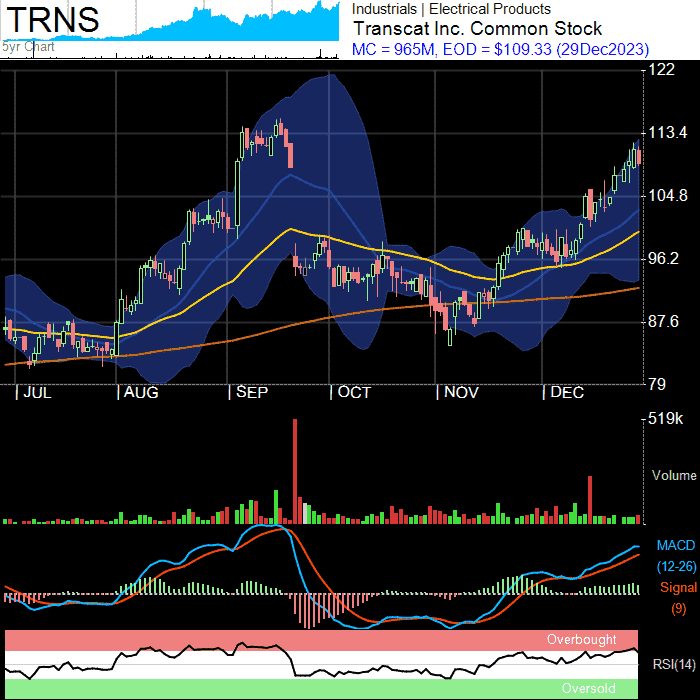 TRNS
5yr Chart
Industrials | Electrical Products
Transcat Inc. Common Stock
MC = 965M, EOD = $109.33 (29Dec2023)
122
113.4
104.8
96.2
87.6
79
JUL AUG SEP OCT NOV DEC
519k
Volume
MACD
(12-26)
Signal
(9)
Overbought
RSI(14)
Oversold